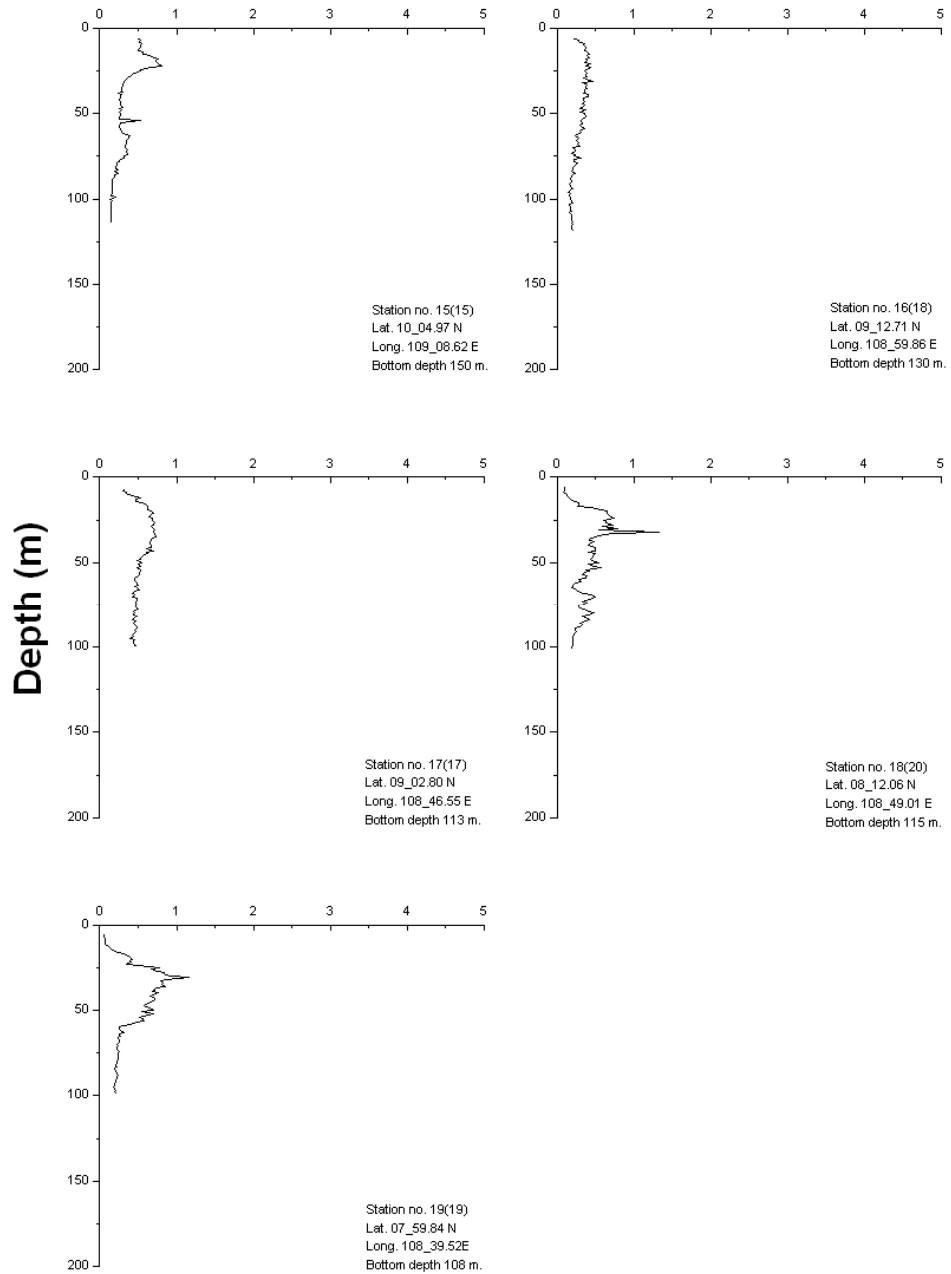 0 1 2 3 4 5
0
50
100
150
200
Station no. 15(15)
Lat. 10_04.97 N
Long. 109_08.62 E
Bottom depth 150 m.
0 1 2 3 4 5
0
50
100
150
200
Station no. 16(18)
Lat. 09_12.71 N
Long. 108_59.86 E
Bottom depth 130 m.
Depth (m)
0 1 2 3 4 5
0
50
100
150
200
Station no. 17(17)
Lat. 09_02.80 N
Long. 108_46.55 E
Bottom depth 113 m.
0 1 2 3 4 5
0
50
100
150
200
Station no. 18(20)
Lat. 08_12.06 N
Long. 108_49.01 E
Bottom depth 115 m.
0 1 2 3 4 5
0
50
100
150
200
Station no. 19(19)
Lat. 07_59.84 N
Long. 108_39.52E
Bottom depth 108 m.